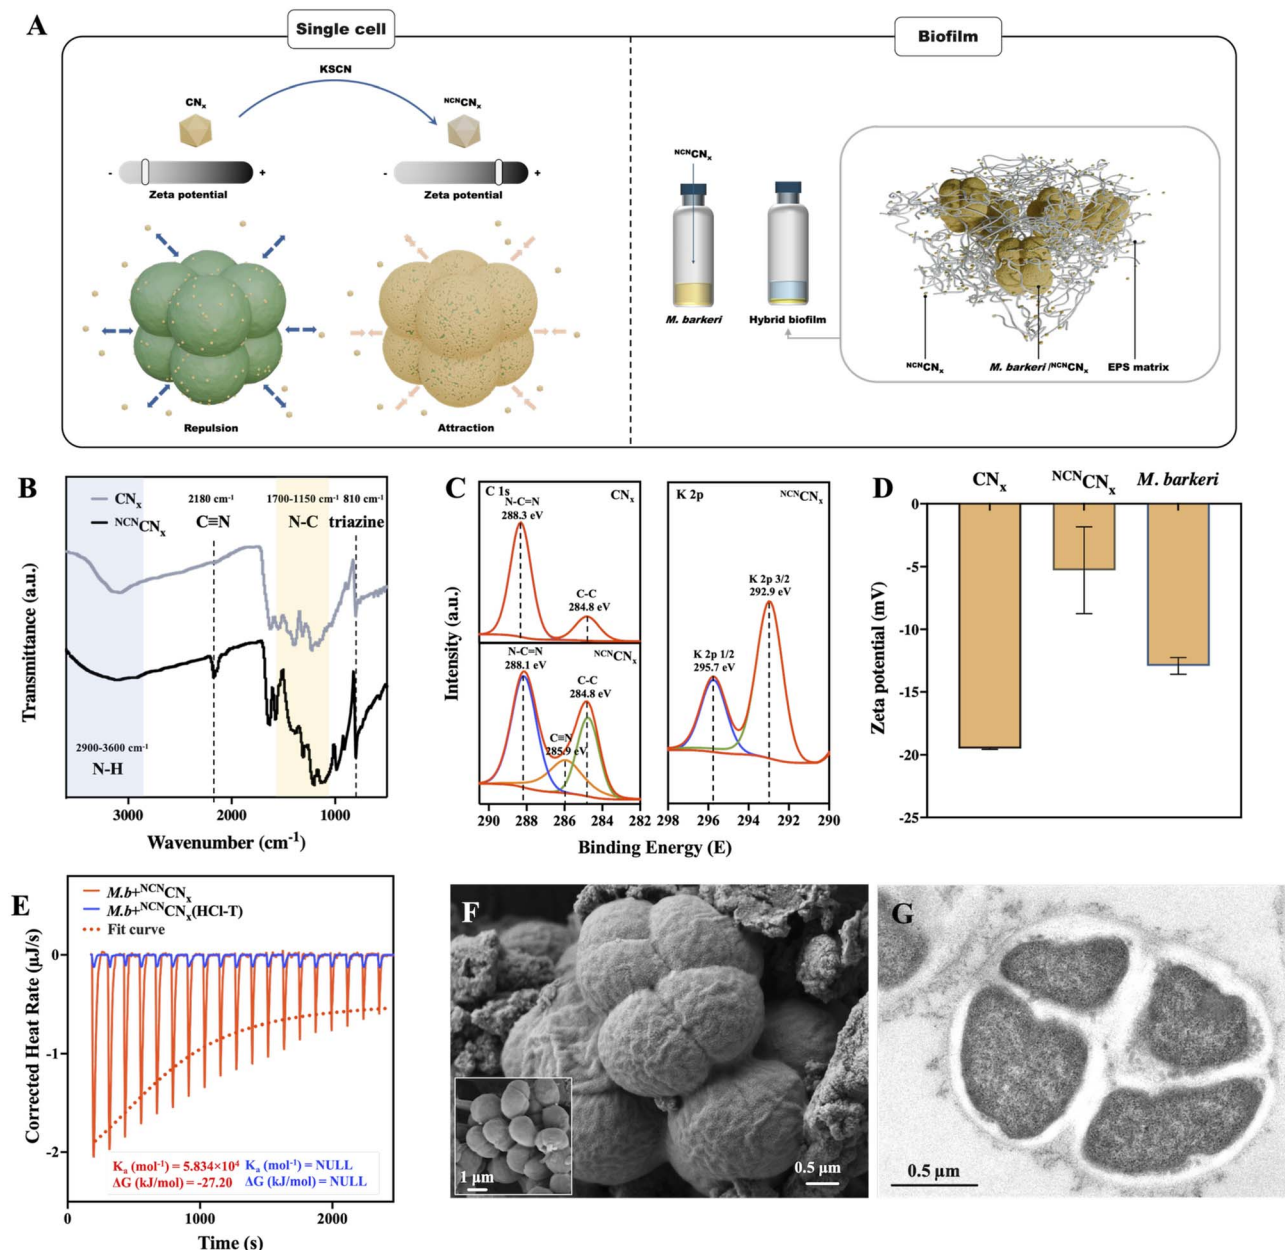 A
Single cell
Biofilm
KSCN
CNₓ
ᴺᶜᴺCNₓ
- +
Zeta potential
- +
Zeta potential
Repulsion
Attraction
ᴺᶜᴺCNₓ
M. barkeri
Hybrid biofilm
ᴺᶜᴺCNₓ
M. barkeri/ᴺᶜᴺCNₓ
EPS matrix
B
CNₓ
ᴺᶜᴺCNₓ
2180 cm⁻¹
C≡N
1700-1150 cm⁻¹
N-C
810 cm⁻¹
triazine
2900-3600 cm⁻¹
N-H
Transmittance (a.u.)
3000 2000 1000
Wavenumber (cm⁻¹)
C
C 1s
CNₓ
N-C=N
288.3 eV
C-C
284.8 eV
ᴺᶜᴺCNₓ
N-C=N
288.1 eV
C≡N
285.9 eV
C-C
284.8 eV
K 2p
ᴺᶜᴺCNₓ
K 2p 3/2
292.9 eV
K 2p 1/2
295.7 eV
Intensity (a.u.)
290 288 286 284 282
298 296 294 292 290
Binding Energy (E)
D
CNₓ
ᴺᶜᴺCNₓ
M. barkeri
Zeta potential (mV)
0
-5
-10
-15
-20
-25
E
M.b+ᴺᶜᴺCNₓ
M.b+ᴺᶜᴺCNₓ(HCl-T)
Fit curve
Corrected Heat Rate (μJ/s)
0
-1
-2
Kₐ (mol⁻¹) = 5.834×10⁴
ΔG (kJ/mol) = -27.20
Kₐ (mol⁻¹) = NULL
ΔG (kJ/mol) = NULL
0 1000 2000
Time (s)
F
1 μm
0.5 μm
G
0.5 μm